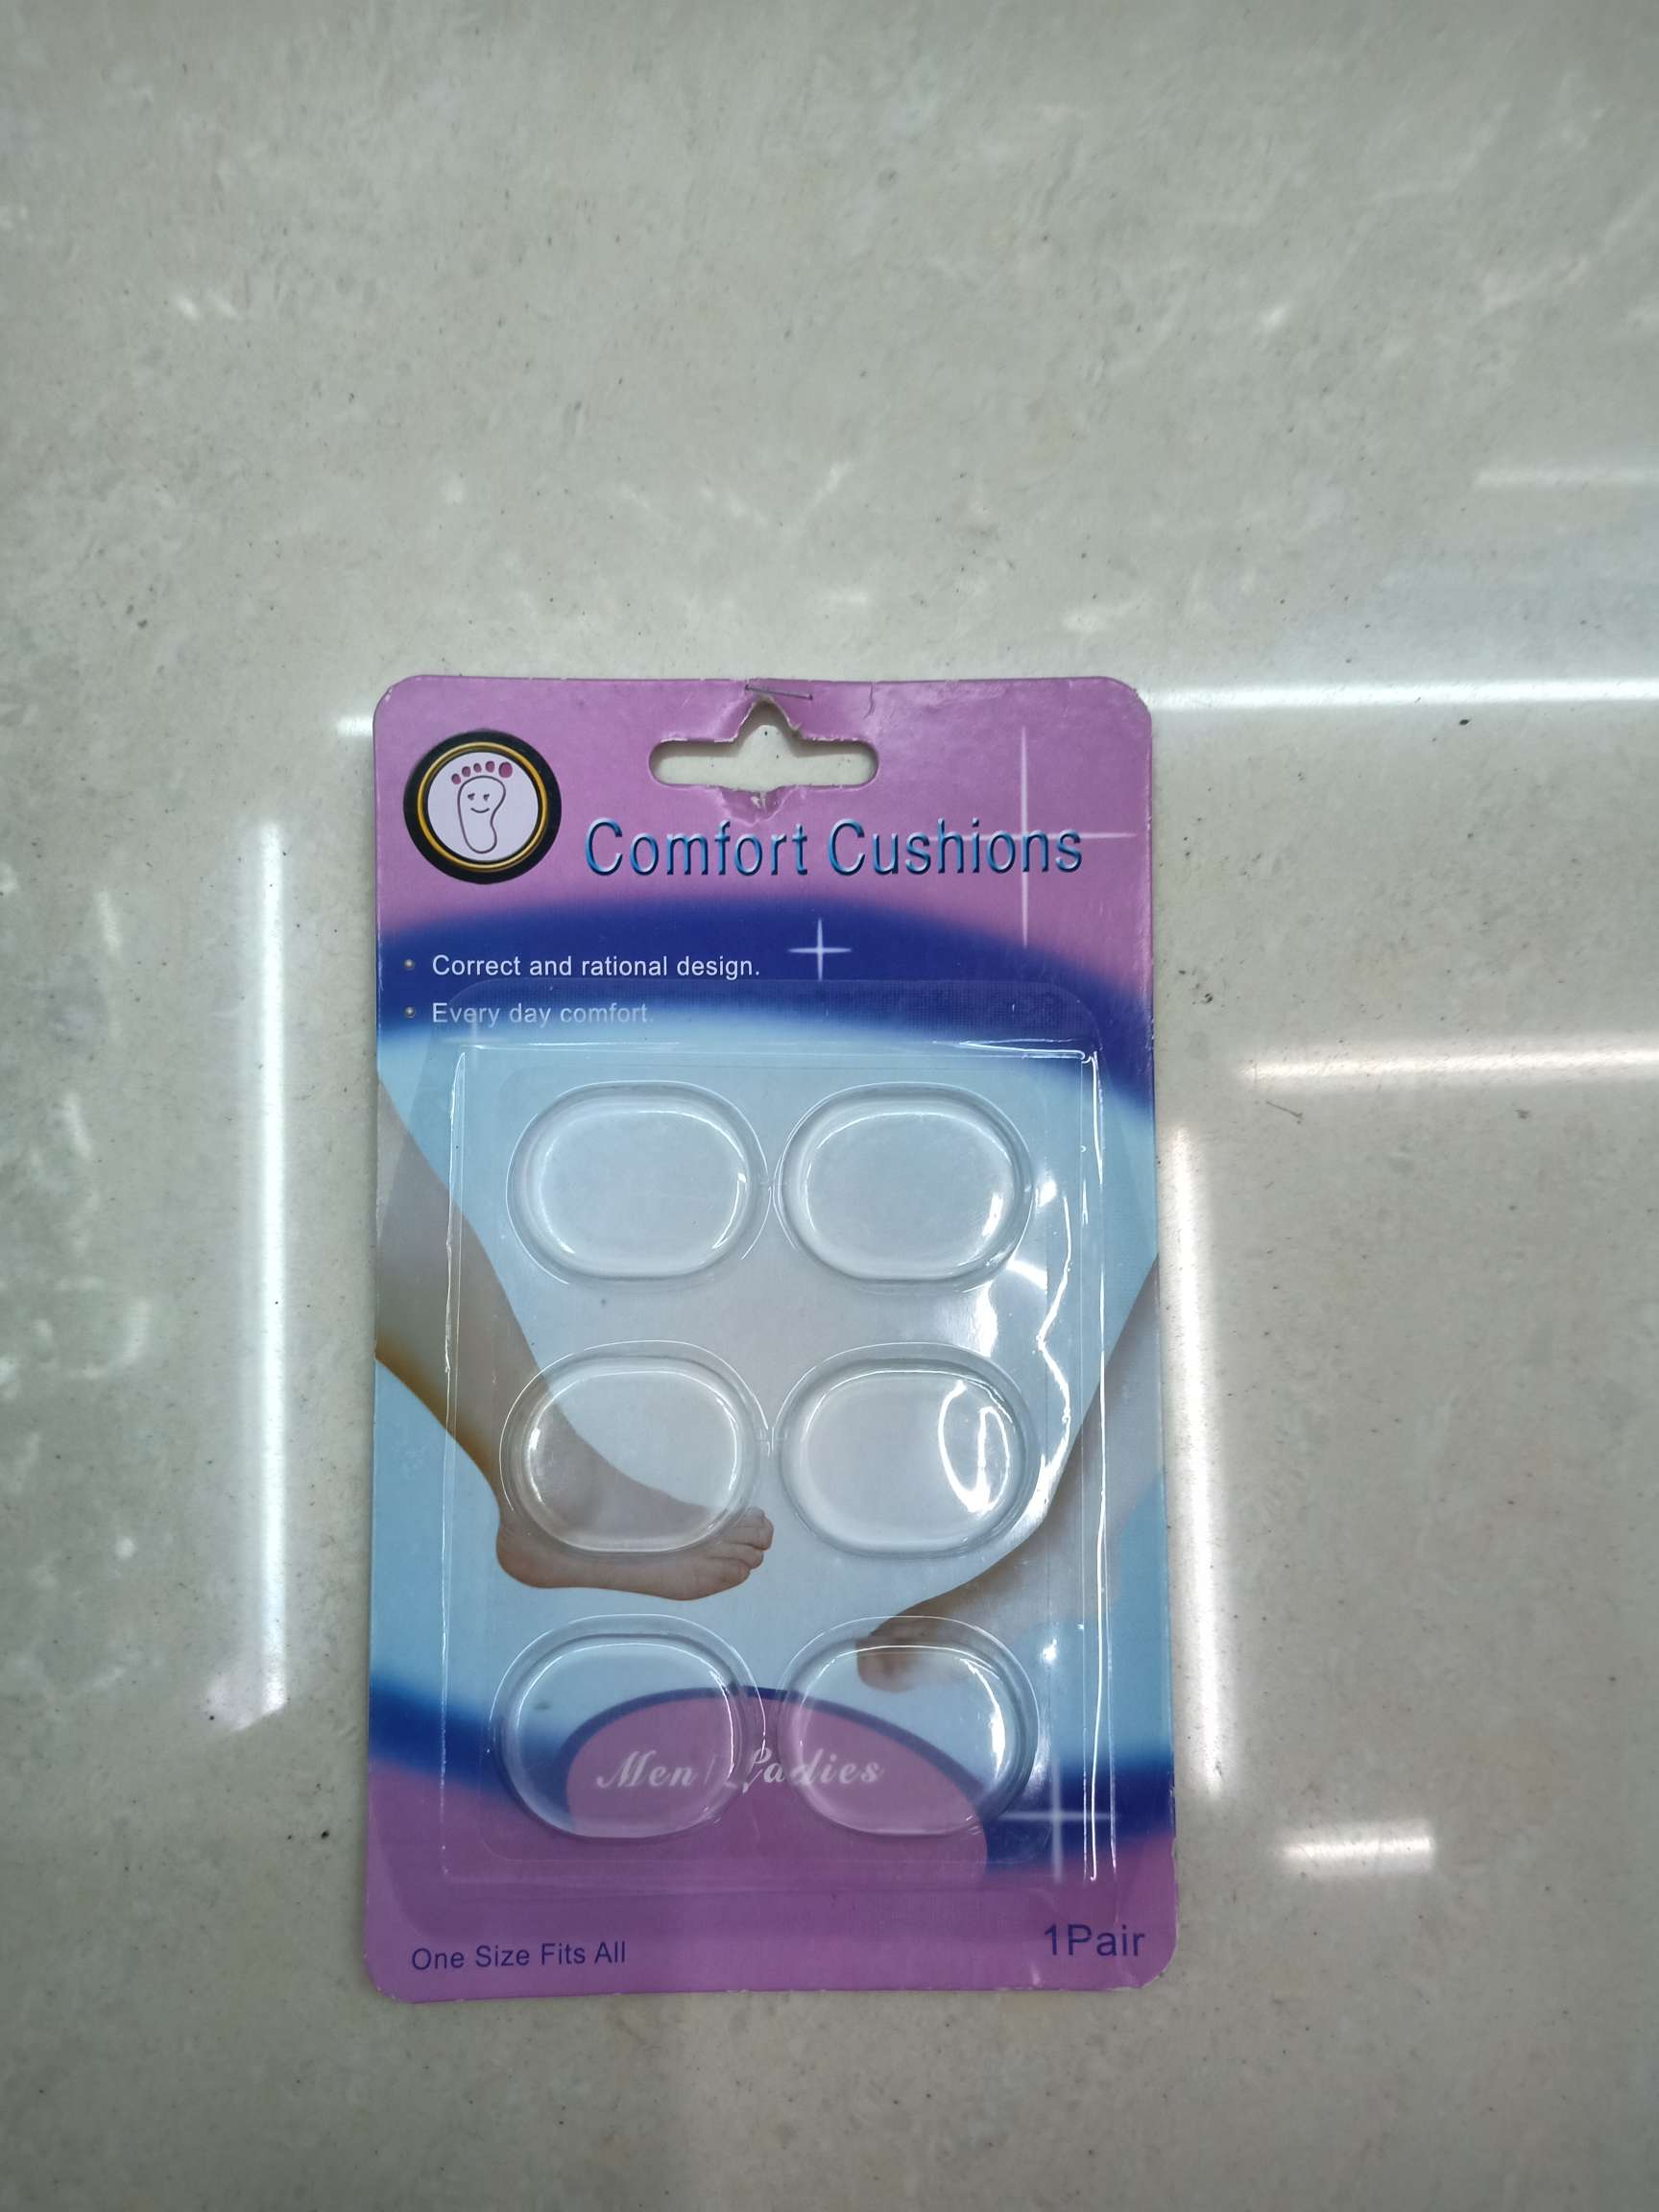 Comfort Cushions
Correct and rational design.
Every day comfort.
Men/Ladies
One Size Fits All
1Pair